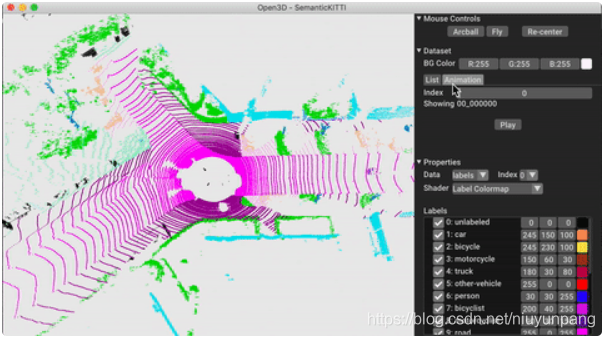 Open3D - SemanticKITTI
Mouse Controls
Arcball Fly Re-center
Dataset
BG Color R:255 G:255 B:255
List Animation
Index 0
Showing 00_000000
Play
Properties
Data labels Index 0
Shader Label Colormap
Labels
0: unlabeled 0 0 0
1: car 245 150 100
2: bicycle 245 230 100
3: motorcycle 150 60 30
4: truck 180 30 80
5: other-vehicle 255 0 0
6: person 30 30 255
7: bicyclist 200 40 255
https://blog.csdn.net/niuyunpang
9: road 255 0 255